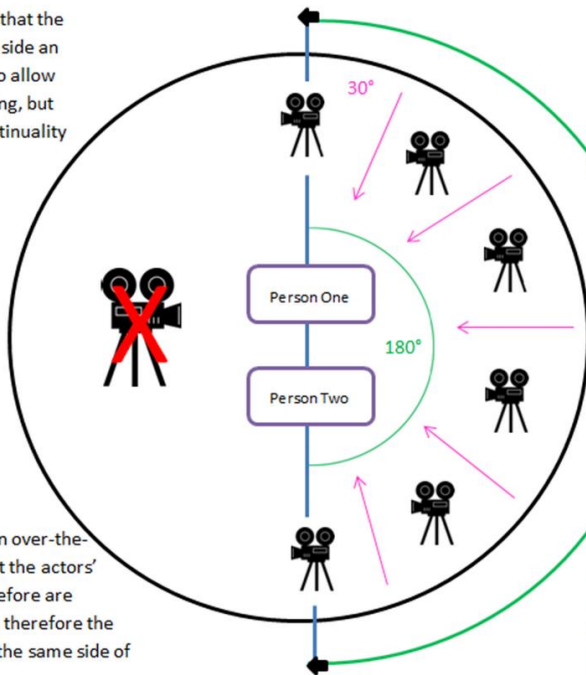 that the
side an
o allow
ng, but
tinuality
30°
Person One
180°
Person Two
n over-the-
t the actors'
efore are
therefore the
the same side of